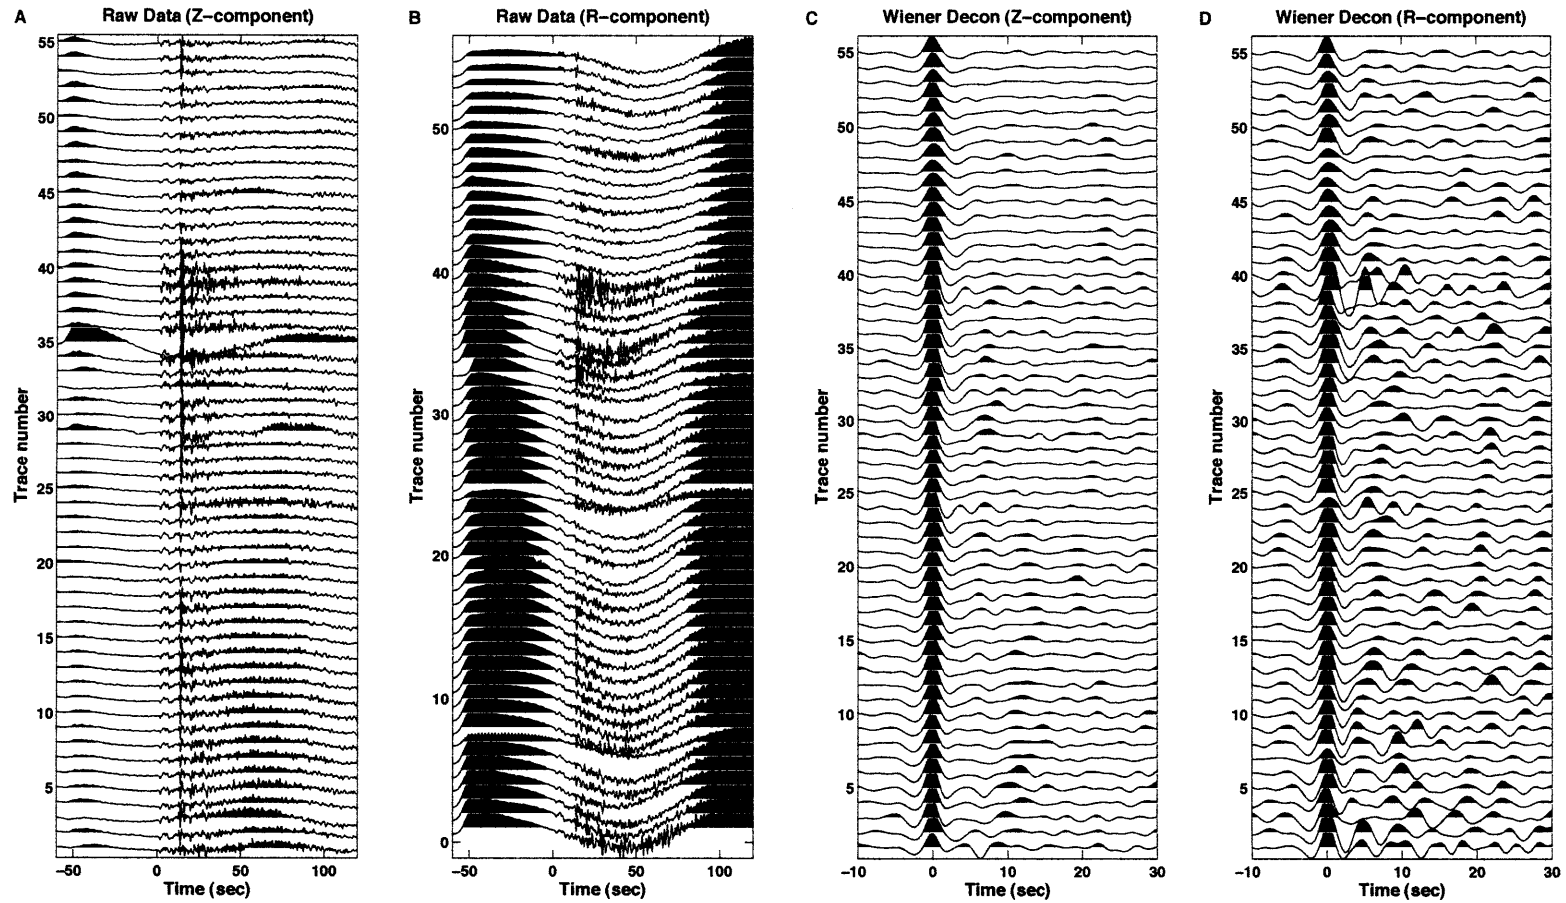 A Raw Data (Z-component)
Trace number
55
50
45
40
35
30
25
20
15
10
5
-50 0 50 100
Time (sec)
B Raw Data (R-component)
Trace number
50
40
30
20
10
0
-50 0 50 100
Time (sec)
C Wiener Decon (Z-component)
Trace number
55
50
45
40
35
30
25
20
15
10
5
-10 0 10 20 30
Time (sec)
D Wiener Decon (R-component)
Trace number
55
50
45
40
35
30
25
20
15
10
5
-10 0 10 20 30
Time (sec)